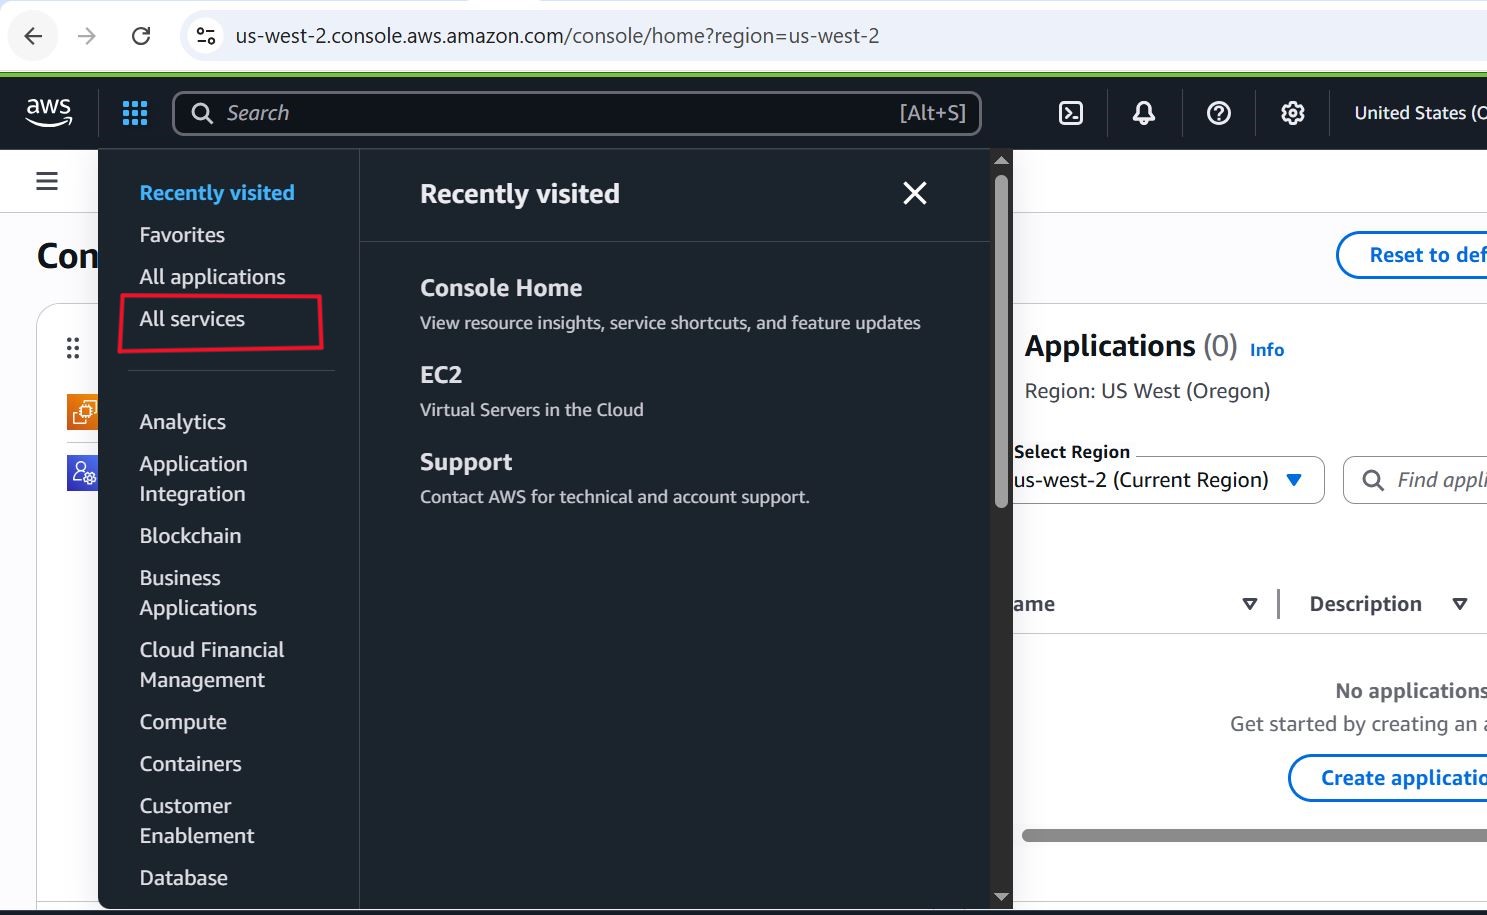 us-west-2.console.aws.amazon.com/console/home?region=us-west-2
aws
Search
[Alt+S]
United States (O
Recently visited
Favorites
All applications
All services
Analytics
Application
Integration
Blockchain
Business
Applications
Cloud Financial
Management
Compute
Containers
Customer
Enablement
Database
Recently visited
Console Home
View resource insights, service shortcuts, and feature updates
EC2
Virtual Servers in the Cloud
Support
Contact AWS for technical and account support.
Con
Reset to def
Applications (0) Info
Region: US West (Oregon)
Select Region
us-west-2 (Current Region)
Find appli
ame
Description
No applications
Get started by creating an a
Create applicatio